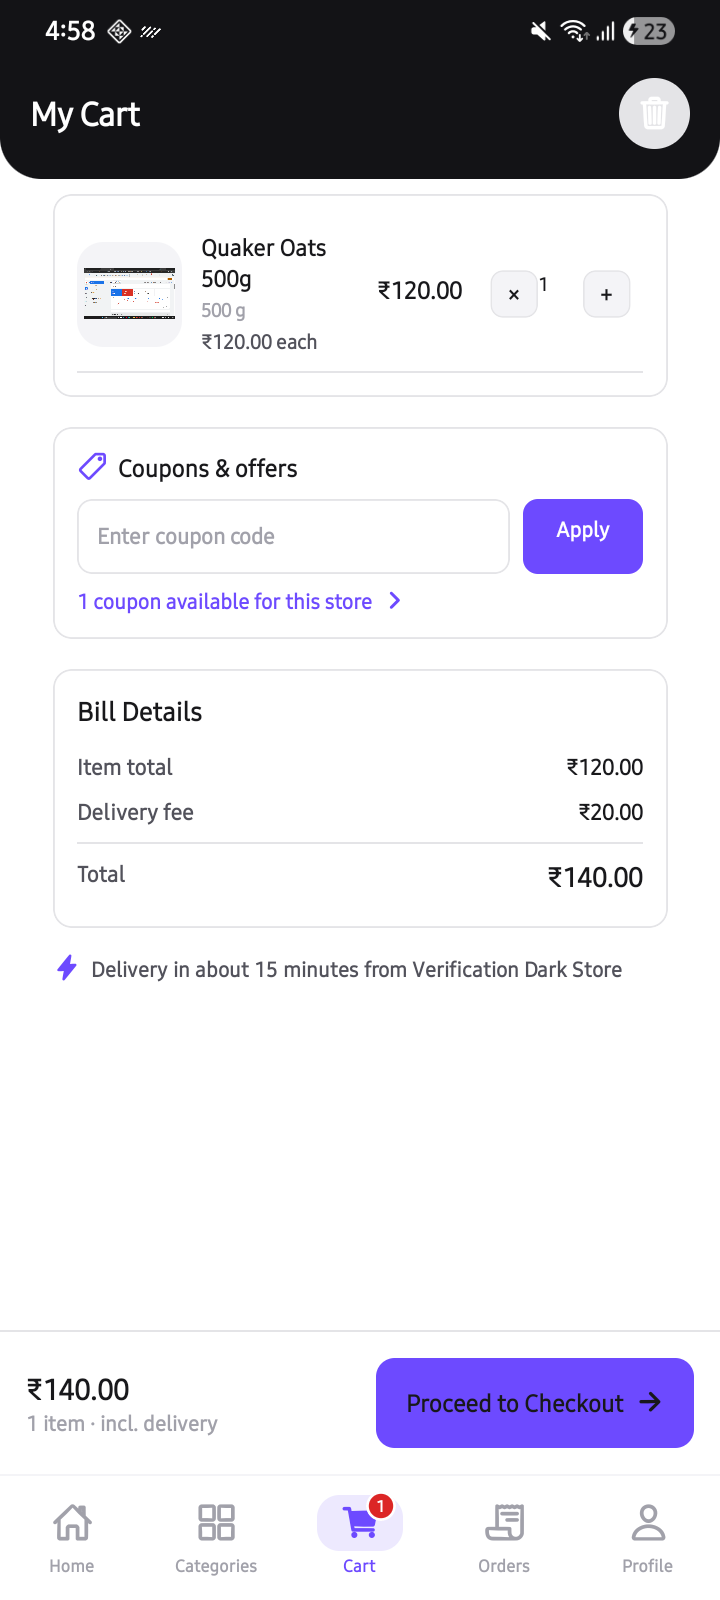 4:58
23
My Cart
Quaker Oats
500g
500 g
₹120.00 each
₹120.00
×
1
+
Coupons & offers
Enter coupon code
Apply
1 coupon available for this store
Bill Details
Item total
₹120.00
Delivery fee
₹20.00
Total
₹140.00
Delivery in about 15 minutes from Verification Dark Store
₹140.00
1 item · incl. delivery
Proceed to Checkout →
1
Home
Categories
Cart
Orders
Profile